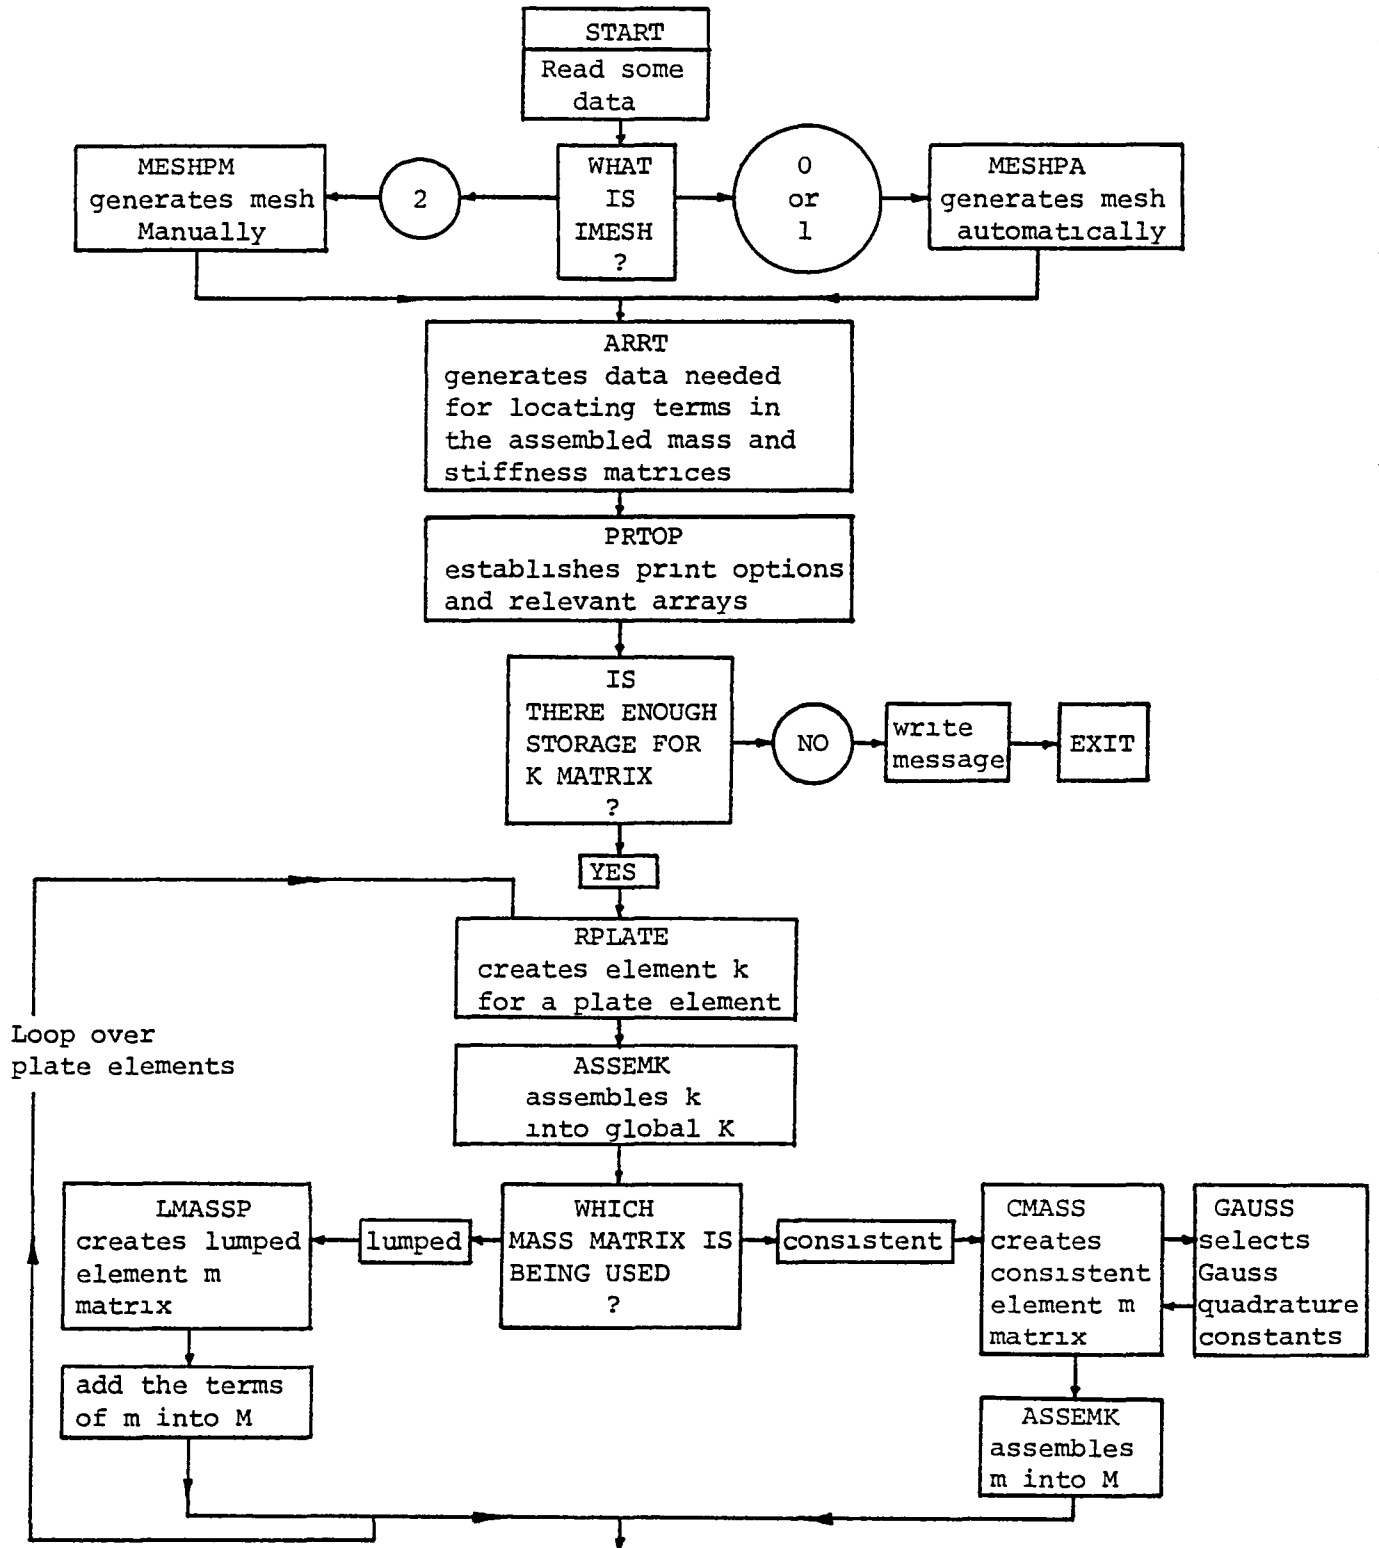 START
Read some
data
MESHPM
generates mesh
Manually
2
WHAT
IS
IMESH
?
0
or
1
MESHPA
generates mesh
automatically
ARRT
generates data needed
for locating terms in
the assembled mass and
stiffness matrices
PRTOP
establishes print options
and relevant arrays
IS
THERE ENOUGH
STORAGE FOR
K MATRIX
?
NO
write
message
EXIT
YES
RPLATE
creates element k
for a plate element
Loop over
plate elements
ASSEMK
assembles k
into global K
LMASSP
creates lumped
element m
matrix
lumped
WHICH
MASS MATRIX IS
BEING USED
?
consistent
CMASS
creates
consistent
element m
matrix
GAUSS
selects
Gauss
quadrature
constants
add the terms
of m into M
ASSEMK
assembles
m into M